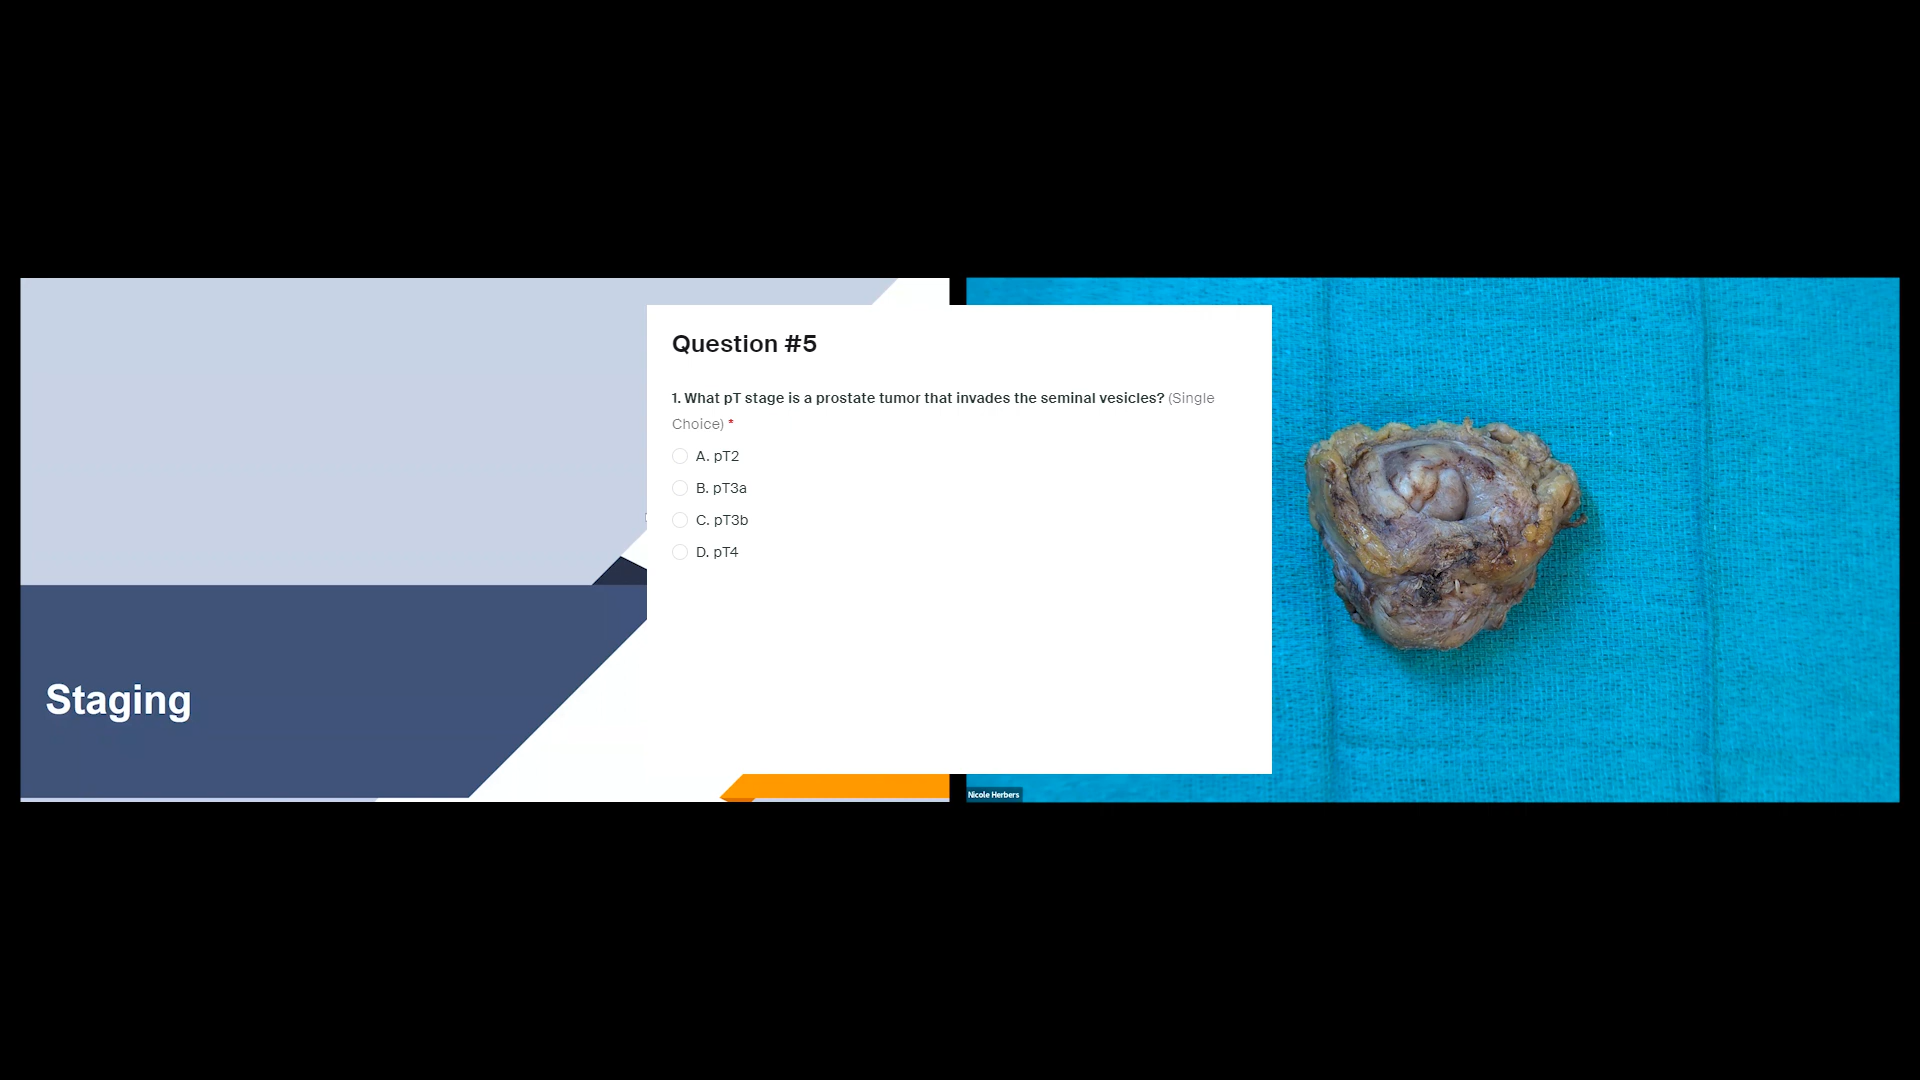 Question #5
1. What pT stage is a prostate tumor that invades the seminal vesicles? (Single
Choice) *
A. pT2
B. pT3a
C. pT3b
D. pT4
Staging
Nicole Herbers